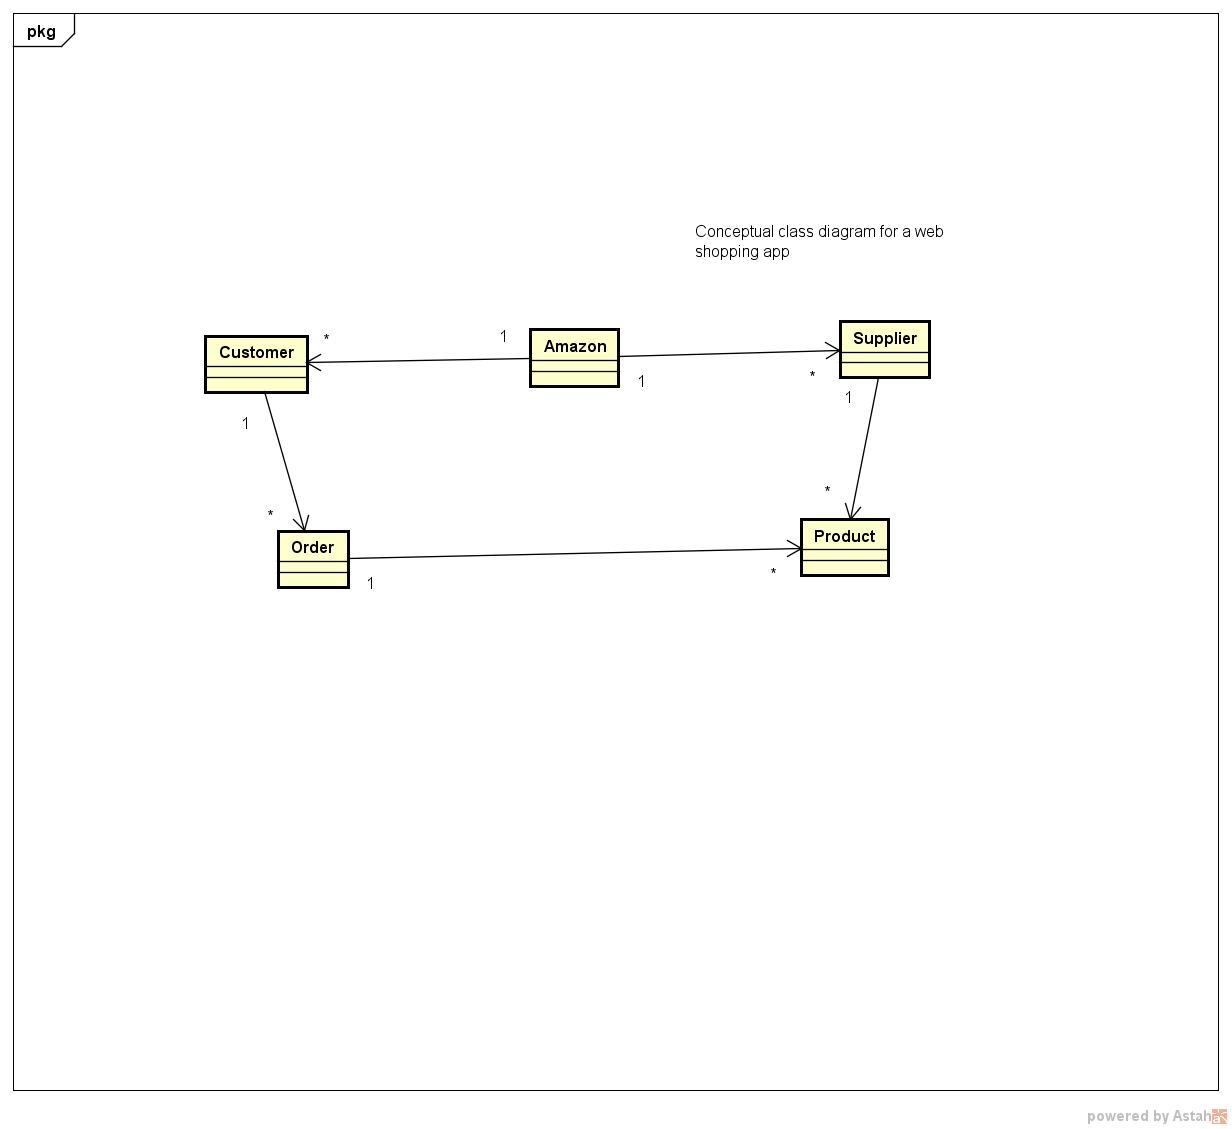 pkg
Conceptual class diagram for a web
shopping app
Customer
*
1
Amazon
1
*
Supplier
1
1
*
*
Order
1
*
Product
powered by Astah